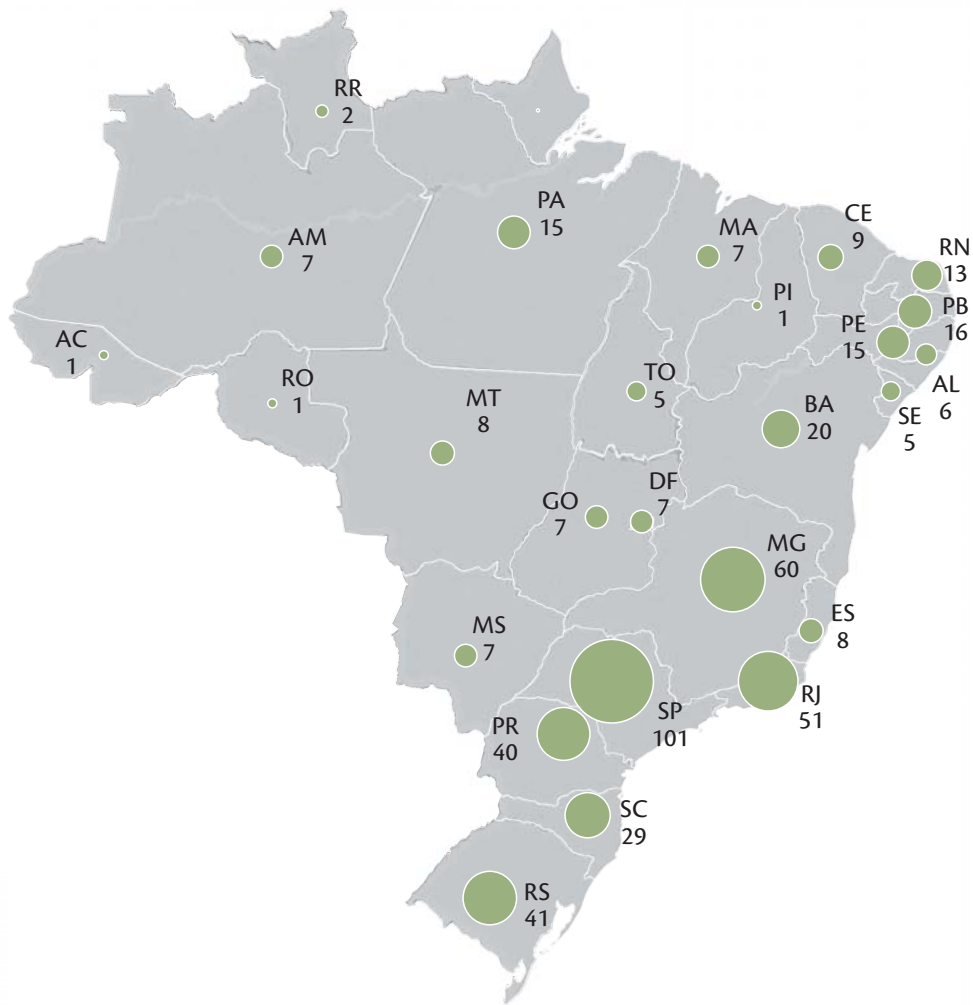 RR
2
PA
15
AM
7
MA
7
CE
9
RN
13
PI
1
PB
16
PE
15
AC
1
RO
1
MT
8
TO
5
BA
20
AL
6
SE
5
GO
7
DF
7
MG
60
ES
8
MS
7
RJ
51
SP
101
PR
40
SC
29
RS
41